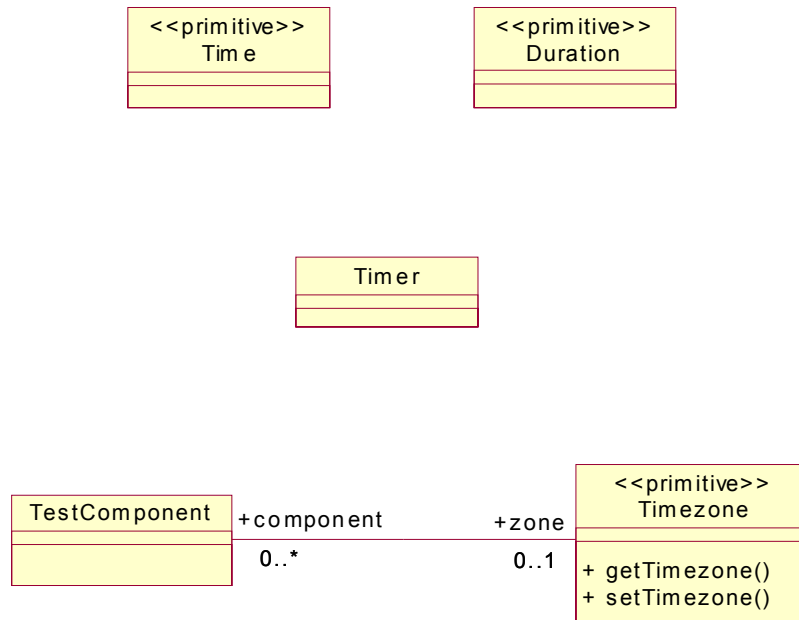 <<primitive>>
Time
<<primitive>>
Duration
Timer
TestComponent
+component
0..*
+zone
0..1
<<primitive>>
Timezone
+ getTimezone()
+ setTimezone()